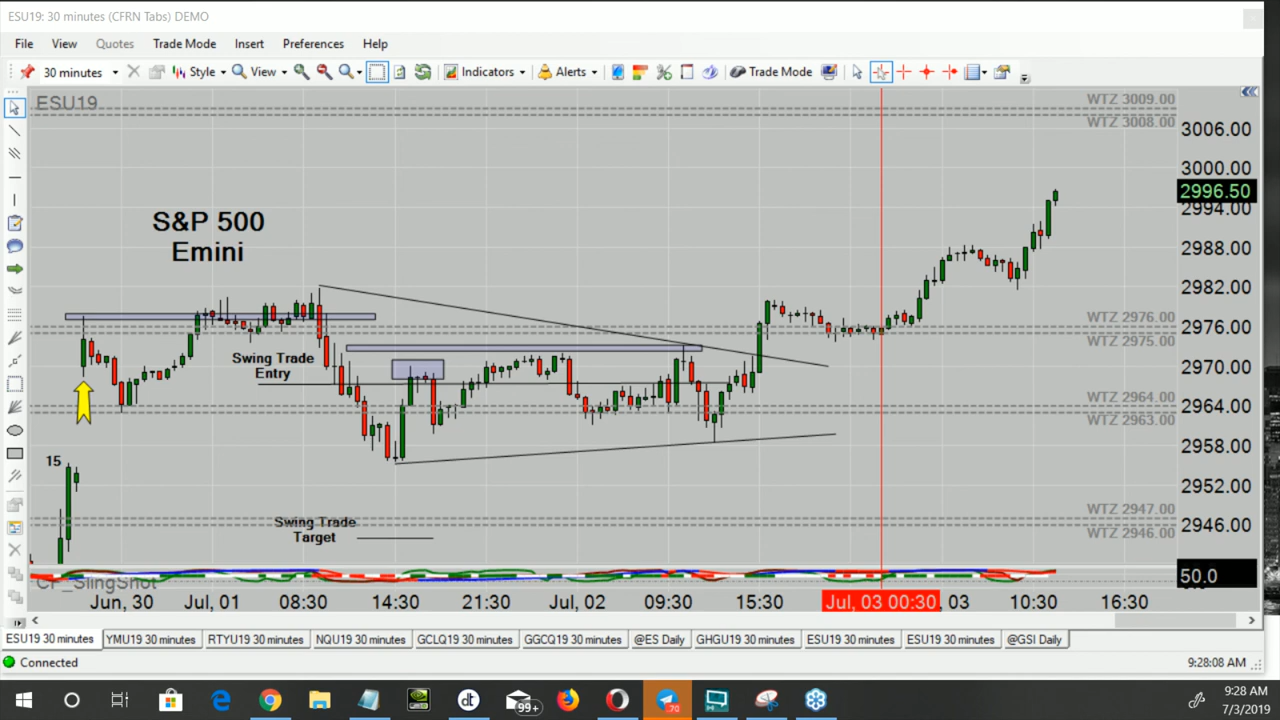 ESU19: 30 minutes (CFRN Tabs) DEMO
File View Quotes Trade Mode Insert Preferences Help
30 minutes Style View Indicators Alerts Trade Mode
ESU19
WTZ 3009.00
WTZ 3008.00
3006.00
3000.00
2996.50
2994.00
S&P 500
Emini
2988.00
2982.00
WTZ 2976.00
2976.00
WTZ 2975.00
Swing Trade
Entry
2970.00
WTZ 2964.00
2964.00
WTZ 2963.00
2958.00
15
2952.00
WTZ 2947.00
Swing Trade
Target
2946.00
WTZ 2946.00
CF_SlingShot
50.0
Jun, 30 Jul, 01 08:30 14:30 21:30 Jul, 02 09:30 15:30 Jul, 03 00:30 , 03 10:30 16:30
ESU19 30 minutes YMU19 30 minutes RTYU19 30 minutes NQU19 30 minutes GCLQ19 30 minutes GGCQ19 30 minutes @ES Daily GHGU19 30 minutes ESU19 30 minutes ESU19 30 minutes @GSI Daily
Connected 9:28:08 AM
99+ dt 70 9:28 AM
7/3/2019